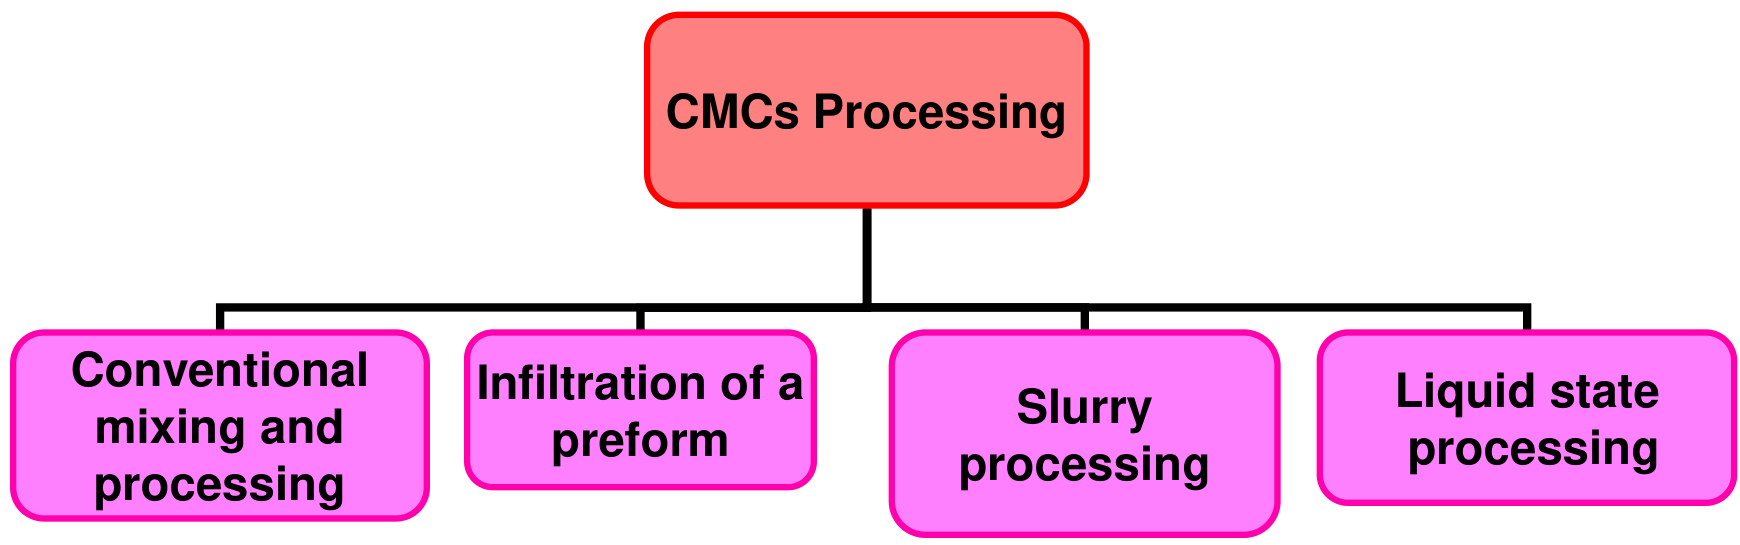 CMCs Processing
Conventional
mixing and
processing
Infiltration of a
preform
Slurry
processing
Liquid state
processing